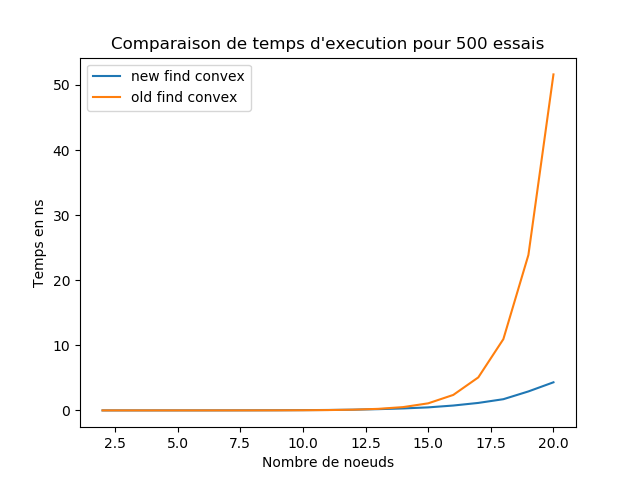 Comparaison de temps d'execution pour 500 essais
new find convex
old find convex
50
40
30
20
10
0
Temps en ns
2.5 5.0 7.5 10.0 12.5 15.0 17.5 20.0
Nombre de noeuds